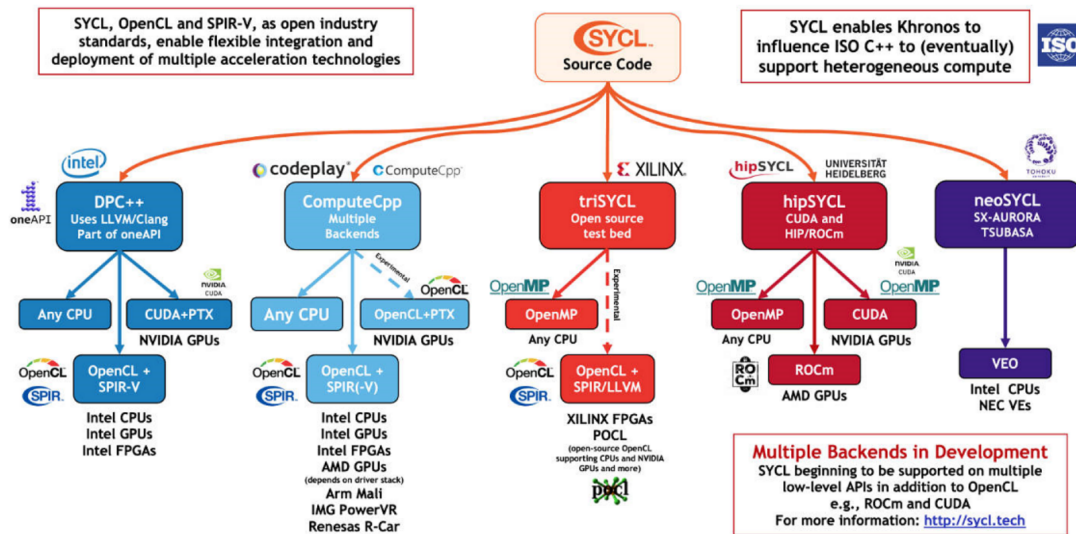 SYCL, OpenCL and SPIR-V, as open industry
standards, enable flexible integration and
deployment of multiple acceleration technologies
SYCL™
Source Code
SYCL enables Khronos to
influence ISO C++ to (eventually)
support heterogeneous compute
ISO
intel
oneAPI
DPC++
Uses LLVM/Clang
Part of oneAPI
NVIDIA
CUDA
Any CPU
CUDA+PTX
NVIDIA GPUs
OpenCL
SPIR
OpenCL +
SPIR-V
Intel CPUs
Intel GPUs
Intel FPGAs
codeplay®
ComputeCpp™
ComputeCpp
Multiple
Backends
Experimental
OpenCL
Any CPU
OpenCL+PTX
NVIDIA GPUs
OpenCL
SPIR
OpenCL +
SPIR(-V)
Intel CPUs
Intel GPUs
Intel FPGAs
AMD GPUs
(depends on driver stack)
Arm Mali
IMG PowerVR
Renesas R-Car
XILINX®
triSYCL
Open source
test bed
Experimental
OpenMP
OpenMP
Any CPU
OpenCL
SPIR
OpenCL +
SPIR/LLVM
XILINX FPGAs
POCL
(open-source OpenCL
supporting CPUs and NVIDIA
GPUs and more)
pocl
hipSYCL
UNIVERSITÄT
HEIDELBERG
hipSYCL
CUDA and
HIP/ROCm
NVIDIA
CUDA
OpenMP
OpenMP
OpenMP
Any CPU
CUDA
NVIDIA GPUs
ROCm
ROCm
AMD GPUs
TOHOKU
neoSYCL
SX-AURORA
TSUBASA
VEO
Intel CPUs
NEC VEs
Multiple Backends in Development
SYCL beginning to be supported on multiple
low-level APIs in addition to OpenCL
e.g., ROCm and CUDA
For more information: http://sycl.tech